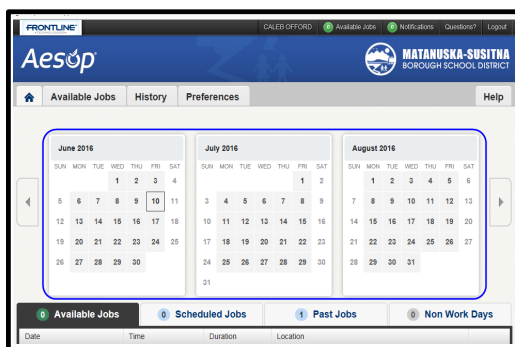 FRONTLINE
CALEB OFFORD 0 Available Jobs 0 Notifications Questions? Logout
Aesop
MATANUSKA-SUSITNA
BOROUGH SCHOOL DISTRICT
Available Jobs History Preferences Help
June 2016 July 2016 August 2016
SUN MON TUE WED THU FRI SAT SUN MON TUE WED THU FRI SAT SUN MON TUE WED THU FRI SAT
1 2 3 4 1 2 1 2 3 4 5 6
5 6 7 8 9 10 11 3 4 5 6 7 8 9 7 8 9 10 11 12 13
12 13 14 15 16 17 18 10 11 12 13 14 15 16 14 15 16 17 18 19 20
19 20 21 22 23 24 25 17 18 19 20 21 22 23 21 22 23 24 25 26 27
26 27 28 29 30 24 25 26 27 28 29 30 28 29 30 31
31
0 Available Jobs 0 Scheduled Jobs 1 Past Jobs 0 Non Work Days
Date Time Duration Location